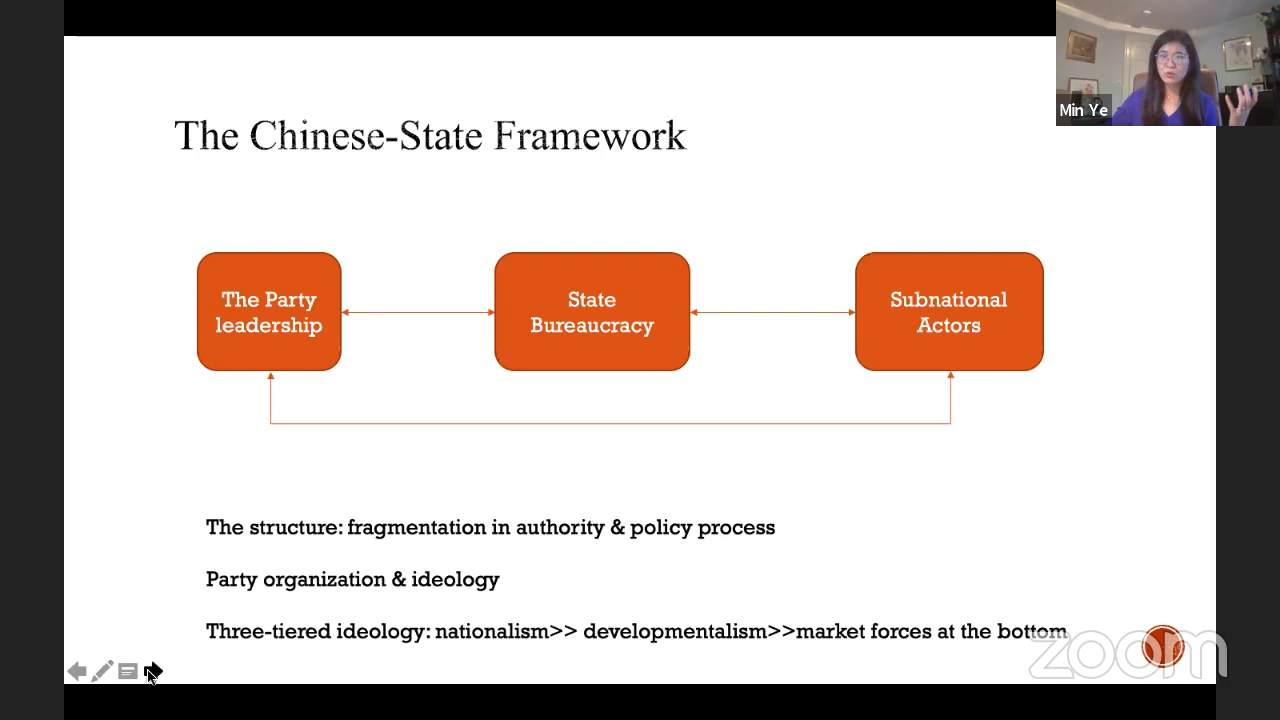 Min Ye
The Chinese-State Framework
The Party
leadership
State
Bureaucracy
Subnational
Actors
The structure: fragmentation in authority & policy process
Party organization & ideology
Three-tiered ideology: nationalism>> developmentalism>>market forces at the bottom
zoom